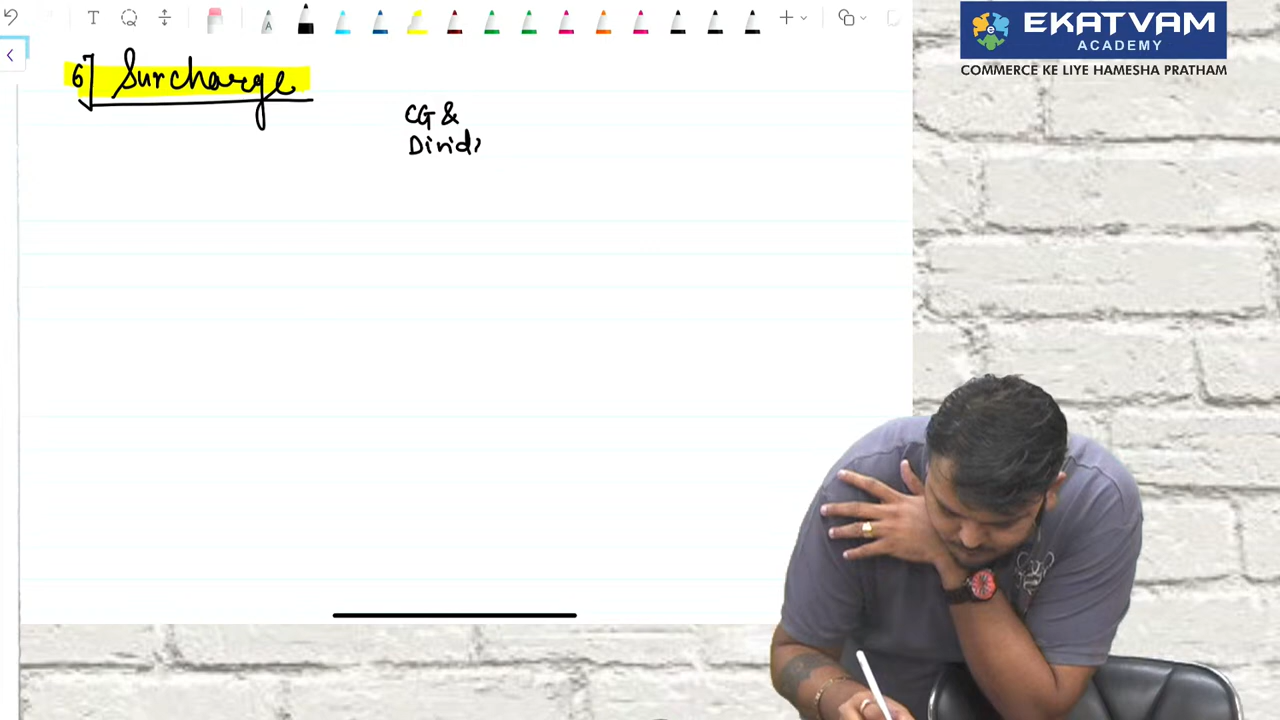 EKATVAM
ACADEMY
COMMERCE KE LIYE HAMESHA PRATHAM
6] Surcharge
CG &